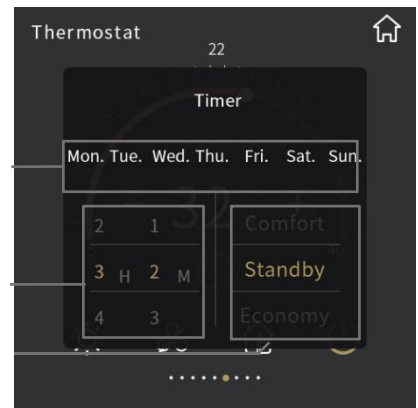 Thermostat
22
Timer
Mon. Tue. Wed. Thu. Fri. Sat. Sun.
32
2 1 Comfort
3 H 2 M Standby
4 3 Economy